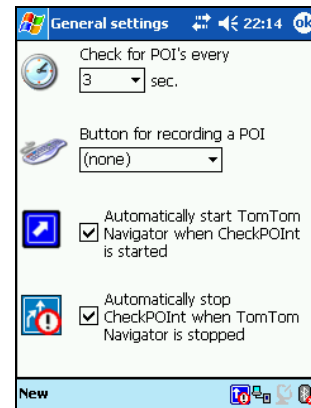 General settings 22:14 ok
Check for POI's every
3 sec.
Button for recording a POI
(none)
Automatically start TomTom
Navigator when CheckPOInt
is started
Automatically stop
CheckPOInt when TomTom
Navigator is stopped
New